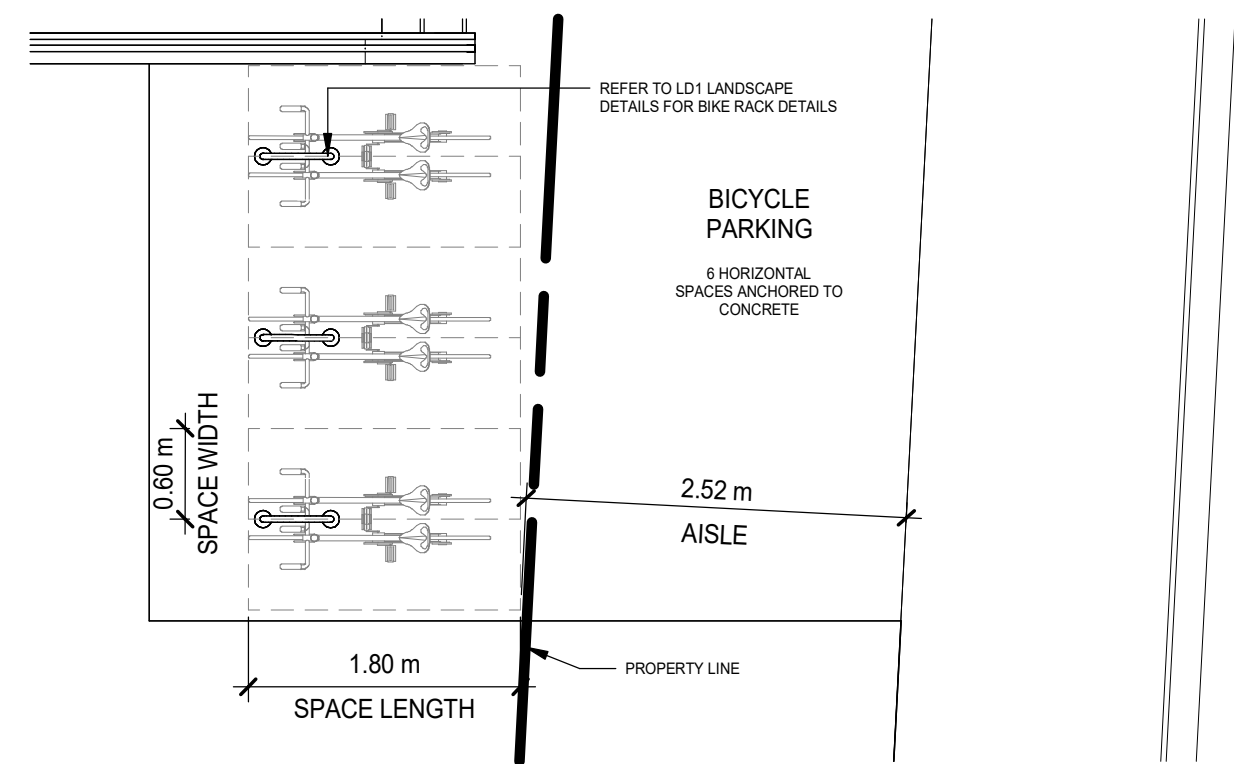 REFER TO LD1 LANDSCAPE
DETAILS FOR BIKE RACK DETAILS
BICYCLE
PARKING
6 HORIZONTAL
SPACES ANCHORED TO
CONCRETE
0.60 m
SPACE WIDTH
2.52 m
AISLE
1.80 m
SPACE LENGTH
PROPERTY LINE